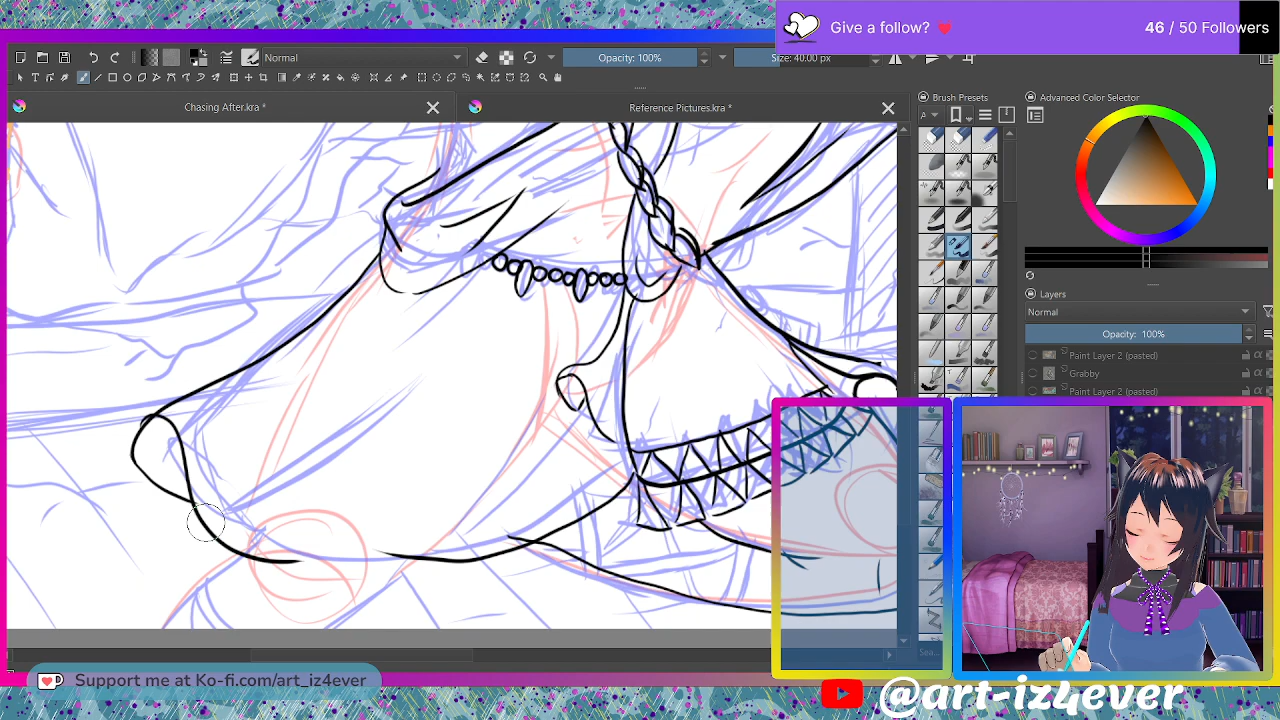 Give a follow?
46 / 50 Followers
Normal
Opacity: 100%
Size: 40.00 px
Chasing After.kra *
Reference Pictures.kra *
Brush Presets
Advanced Color Selector
A
Layers
Normal
Opacity: 100%
Paint Layer 2 (pasted)
Grabby
Paint Layer 2 (pasted)
Sea...
Support me at Ko-fi.com/art_iz4ever
@art-iz4ever